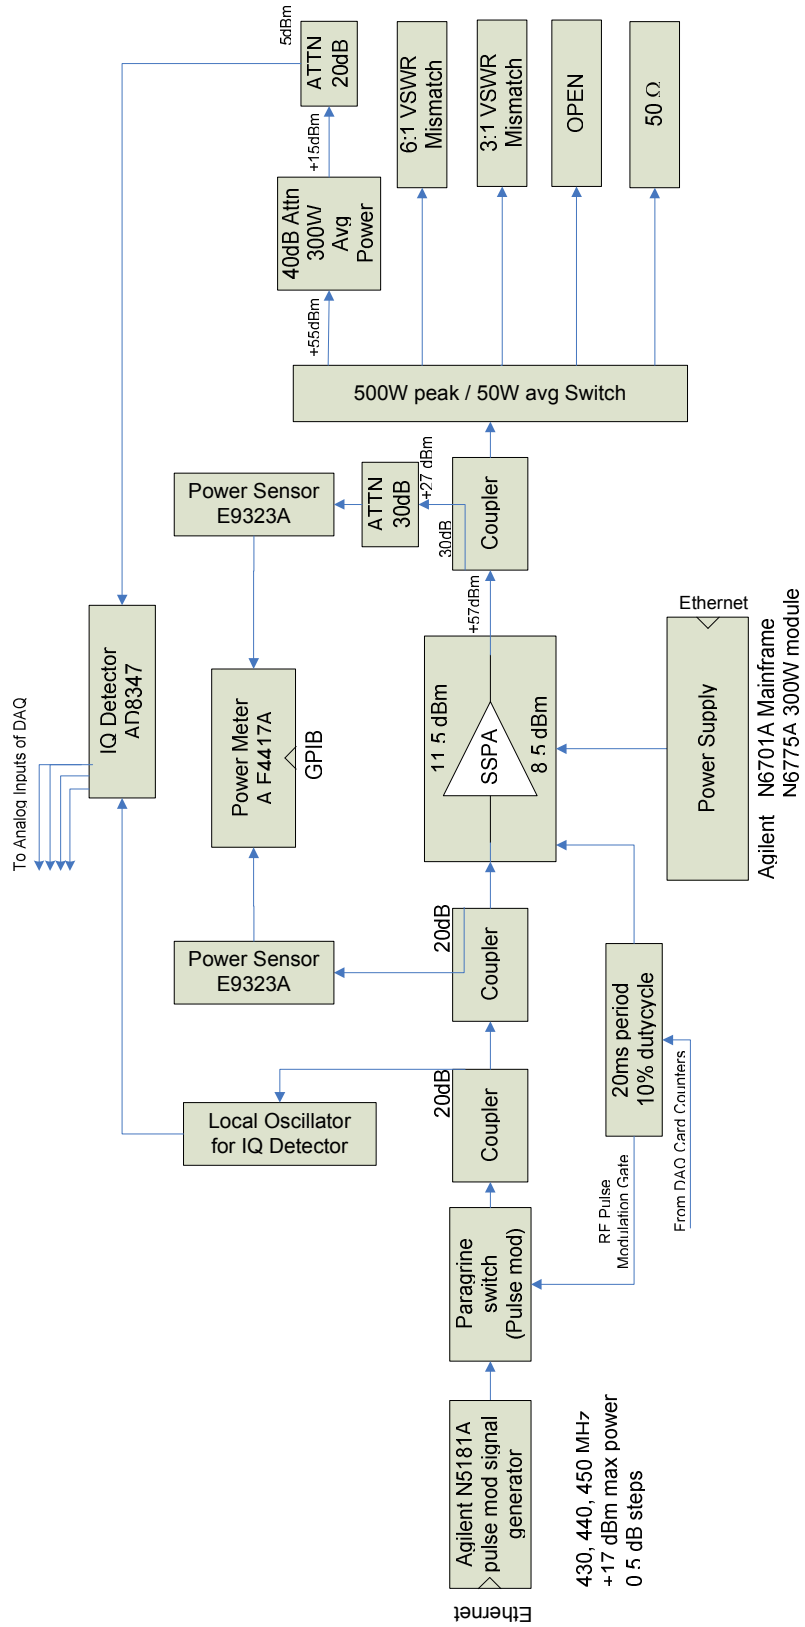 To Analog Inputs of DAQ
IQ Detector
AD8347
5dBm
ATTN
20dB
+15dBm
40dB Attn
300W
Avg
Power
+55dBm
6:1 VSWR
Mismatch
3:1 VSWR
Mismatch
OPEN
50 Ω
500W peak / 50W avg Switch
Power Sensor
E9323A
ATTN
30dB
+27 dBm
30dB
Coupler
+57dBm
Power Meter
A F4417A
GPIB
11 5 dBm
SSPA
8 5 dBm
Ethernet
Power Supply
Agilent N6701A Mainframe
N6775A 300W module
Power Sensor
E9323A
20dB
Coupler
20dB
Coupler
Local Oscillator
for IQ Detector
20ms period
10% dutycycle
From DAQ Card Counters
RF Pulse
Modulation Gate
Paragrine
switch
(Pulse mod)
Agilent N5181A
pulse mod signal
generator
Ethernet
430, 440, 450 MHz
+17 dBm max power
0 5 dB steps